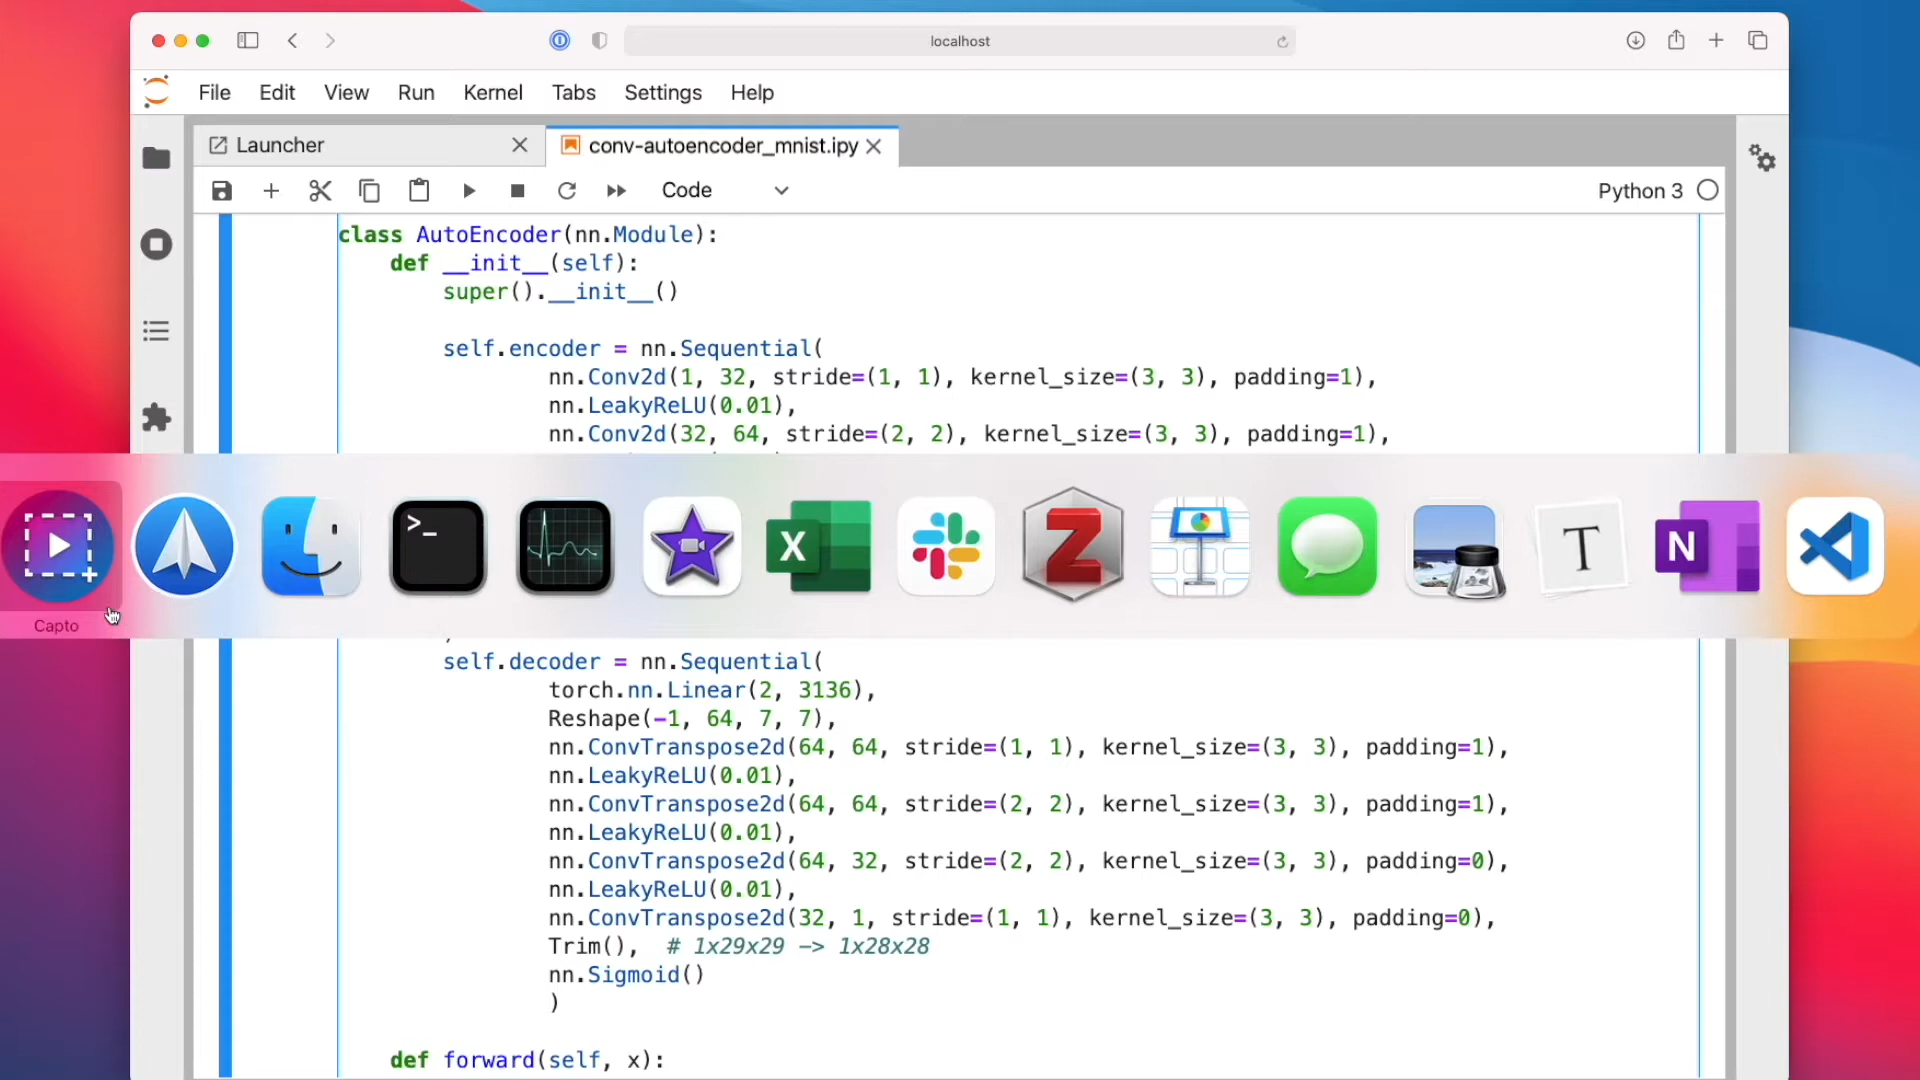 localhost
File Edit View Run Kernel Tabs Settings Help
Launcher conv-autoencoder_mnist.ipy
Code Python 3
class AutoEncoder(nn.Module):
def __init__(self):
super().__init__()
self.encoder = nn.Sequential(
nn.Conv2d(1, 32, stride=(1, 1), kernel_size=(3, 3), padding=1),
nn.LeakyReLU(0.01),
nn.Conv2d(32, 64, stride=(2, 2), kernel_size=(3, 3), padding=1),
>_ X Z T N
Capto
self.decoder = nn.Sequential(
torch.nn.Linear(2, 3136),
Reshape(-1, 64, 7, 7),
nn.ConvTranspose2d(64, 64, stride=(1, 1), kernel_size=(3, 3), padding=1),
nn.LeakyReLU(0.01),
nn.ConvTranspose2d(64, 64, stride=(2, 2), kernel_size=(3, 3), padding=1),
nn.LeakyReLU(0.01),
nn.ConvTranspose2d(64, 32, stride=(2, 2), kernel_size=(3, 3), padding=0),
nn.LeakyReLU(0.01),
nn.ConvTranspose2d(32, 1, stride=(1, 1), kernel_size=(3, 3), padding=0),
Trim(), # 1x29x29 -> 1x28x28
nn.Sigmoid()
)
def forward(self, x):